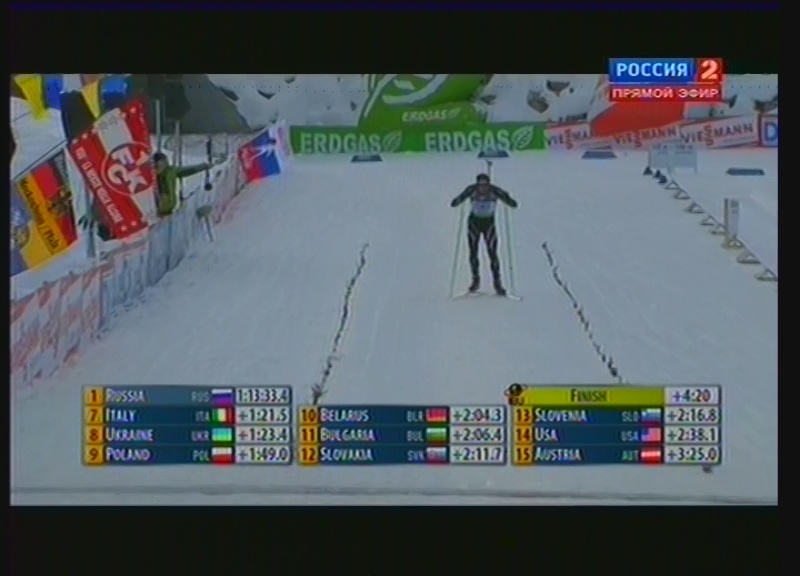 РОССИЯ 2
ПРЯМОЙ ЭФИР
ERDGAS
ERDGAS ERDGAS VIESMANN VIESMANN VIESMANN
FCK
1 RUSSIA RUS 1:13:33.4
7 ITALY ITA +1:21.5
8 UKRAINE UKR +1:23.4
9 POLAND POL +1:49.0
10 BELARUS BLR +2:04.3
11 BULGARIA BUL +2:06.4
12 SLOVAKIA SVK +2:11.7
IBU FINISH +4:20
13 SLOVENIA SLO +2:16.8
14 USA USA +2:38.1
15 AUSTRIA AUT +3:25.0